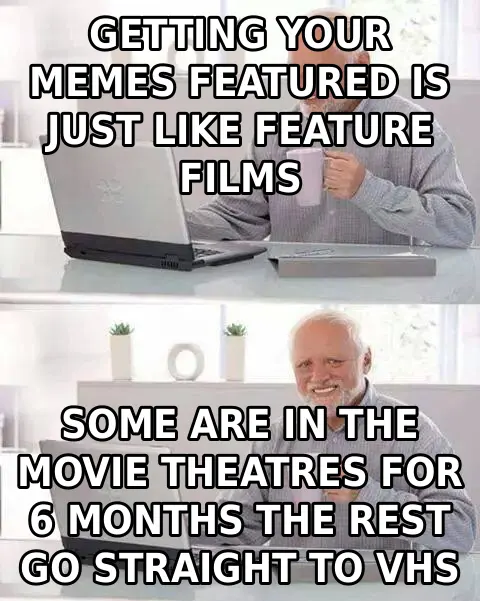 GETTING YOUR
MEMES FEATURED IS
JUST LIKE FEATURE
FILMS
SOME ARE IN THE
MOVIE THEATRES FOR
6 MONTHS THE REST
GO STRAIGHT TO VHS